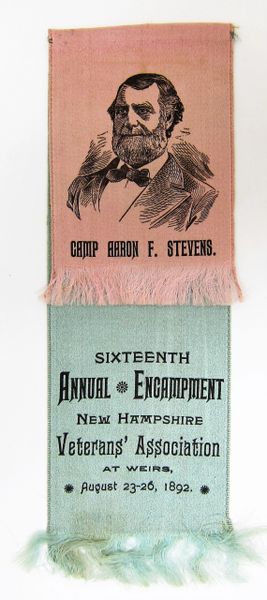 CAMP AARON F. STEVENS.
SIXTEENTH
ANNUAL ENCAMPMENT
NEW HAMPSHIRE
Veterans' Association
AT WEIRS,
August 23-26, 1892.